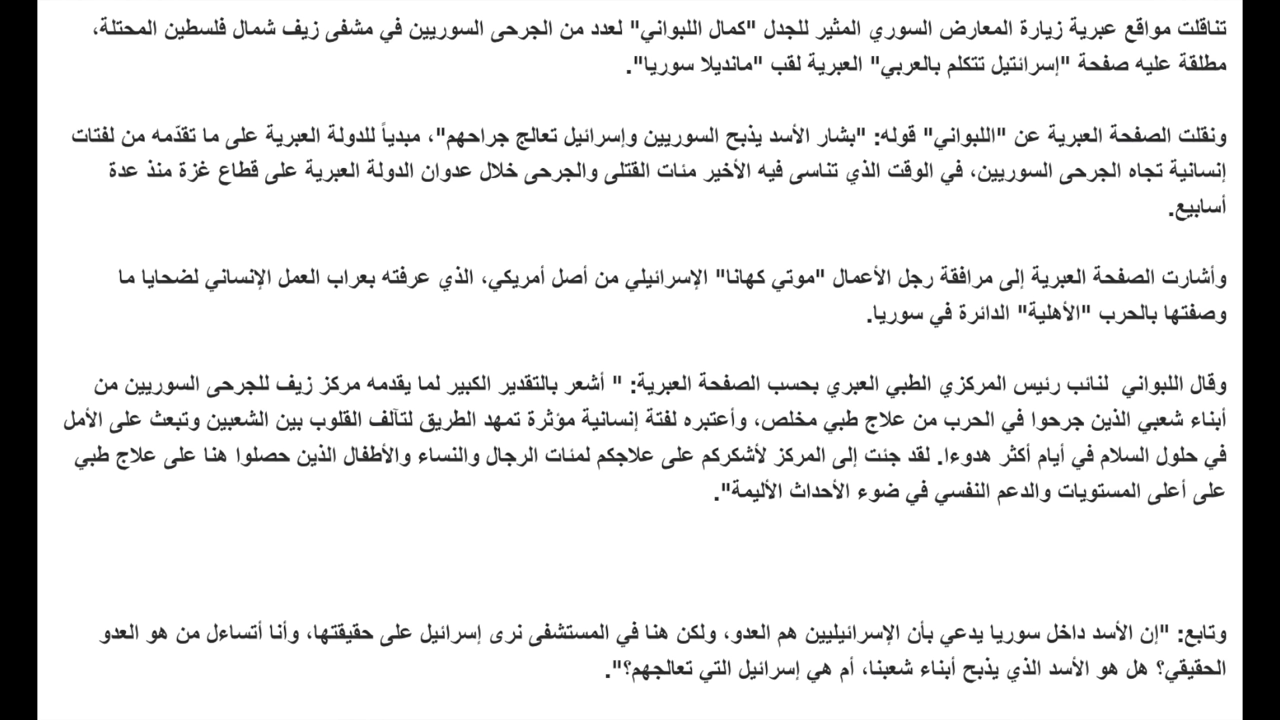 تناقلت مواقع عبرية زيارة المعارض السوري المثير للجدل "كمال اللبواني" لعدد من الجرحى السوريين في مشفى زيف شمال فلسطين المحتلة،
مطلقة عليه صفحة "إسرائتيل تتكلم بالعربي" العبرية لقب "مانديلا سوريا".
ونقلت الصفحة العبرية عن "اللبواني" قوله: "بشار الأسد يذبح السوريين وإسرائيل تعالج جراحهم"، مبدياً للدولة العبرية على ما تقدّمه من لفتات
إنسانية تجاه الجرحى السوريين، في الوقت الذي تناسى فيه الأخير مئات القتلى والجرحى خلال عدوان الدولة العبرية على قطاع غزة منذ عدة
أسابيع.
وأشارت الصفحة العبرية إلى مرافقة رجل الأعمال "موتي كهانا" الإسرائيلي من أصل أمريكي، الذي عرفته بعراب العمل الإنساني لضحايا ما
وصفتها بالحرب "الأهلية" الدائرة في سوريا.
وقال اللبواني لنائب رئيس المركزي الطبي العبري بحسب الصفحة العبرية: " أشعر بالتقدير الكبير لما يقدمه مركز زيف للجرحى السوريين من
أبناء شعبي الذين جرحوا في الحرب من علاج طبي مخلص، وأعتبره لفتة إنسانية مؤثرة تمهد الطريق لتآلف القلوب بين الشعبين وتبعث على الأمل
في حلول السلام في أيام أكثر هدوءا. لقد جئت إلى المركز لأشكركم على علاجكم لمئات الرجال والنساء والأطفال الذين حصلوا هنا على علاج طبي
على أعلى المستويات والدعم النفسي في ضوء الأحداث الأليمة".
وتابع: "إن الأسد داخل سوريا يدعي بأن الإسرائيليين هم العدو، ولكن هنا في المستشفى نرى إسرائيل على حقيقتها، وأنا أتساءل من هو العدو
الحقيقي؟ هل هو الأسد الذي يذبح أبناء شعبنا، أم هي إسرائيل التي تعالجهم؟".